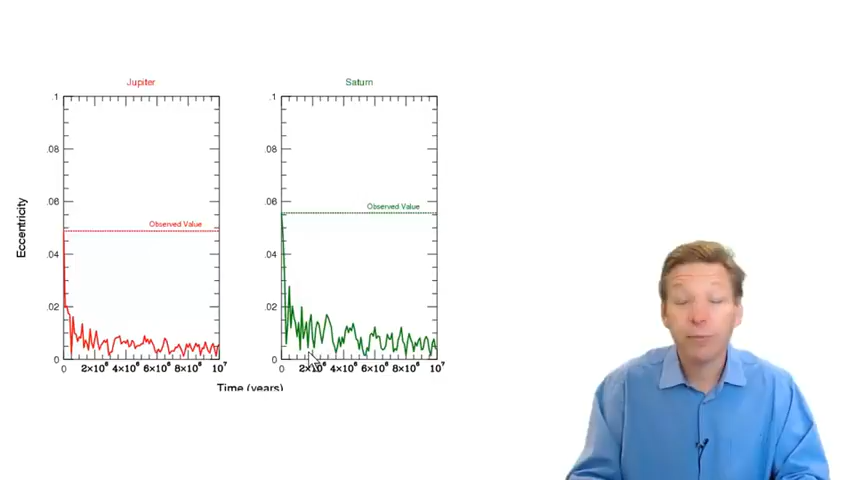 Jupiter
Saturn
.1
.08
.06
.04
.02
0
Eccentricity
Observed Value
0 2×10⁶ 4×10⁶ 6×10⁶ 8×10⁶ 10⁷
.1
.08
.06
.04
.02
0
Observed Value
0 4×10⁶ 6×10⁶ 8×10⁶ 10⁷
Time (years)